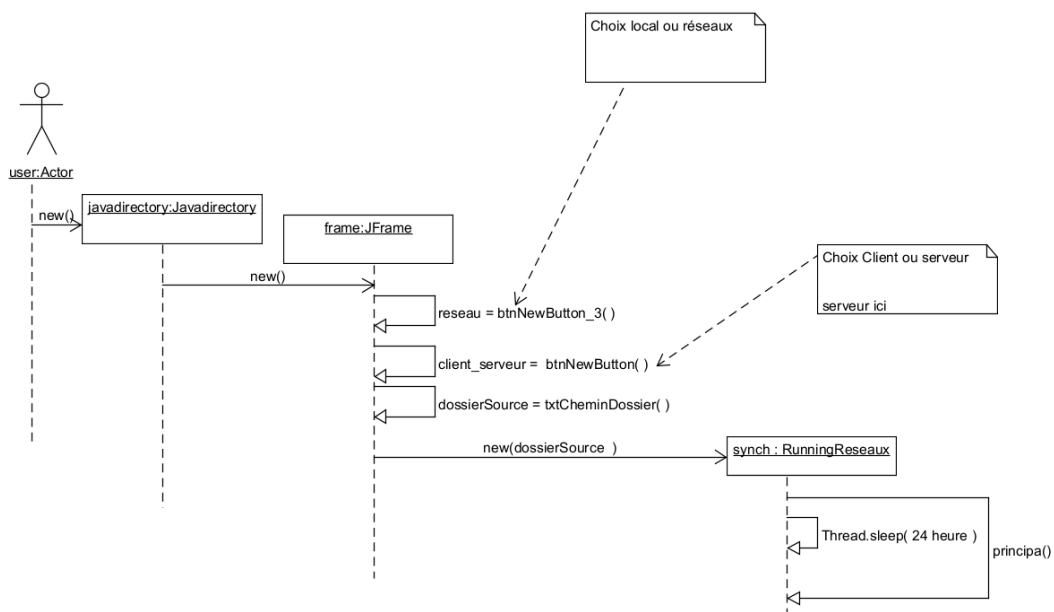 Choix local ou réseaux
user:Actor
javadirectory:Javadirectory
new()
frame:JFrame
Choix Client ou serveur
new()
serveur ici
reseau = btnNewButton_3( )
client_serveur =  btnNewButton( )
dossierSource = txtCheminDossier( )
new(dossierSource  )
synch : RunningReseaux
Thread.sleep( 24 heure )
principa()